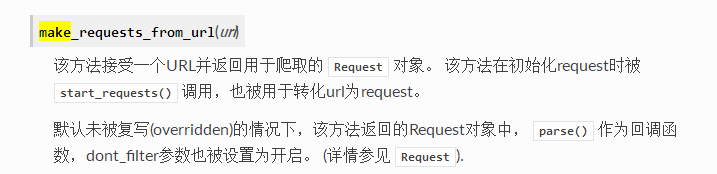 make_requests_from_url(url)
该方法接受一个URL并返回用于爬取的 Request 对象。 该方法在初始化request时被
start_requests() 调用，也被用于转化url为request。
默认未被复写(overridden)的情况下，该方法返回的Request对象中， parse() 作为回调函
数，dont_filter参数也被设置为开启。 (详情参见 Request).